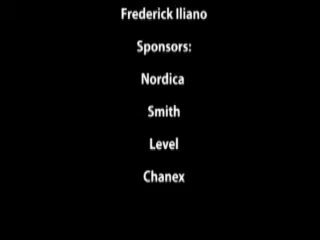 Frederick Iliano
Sponsors:
Nordica
Smith
Level
Chanex